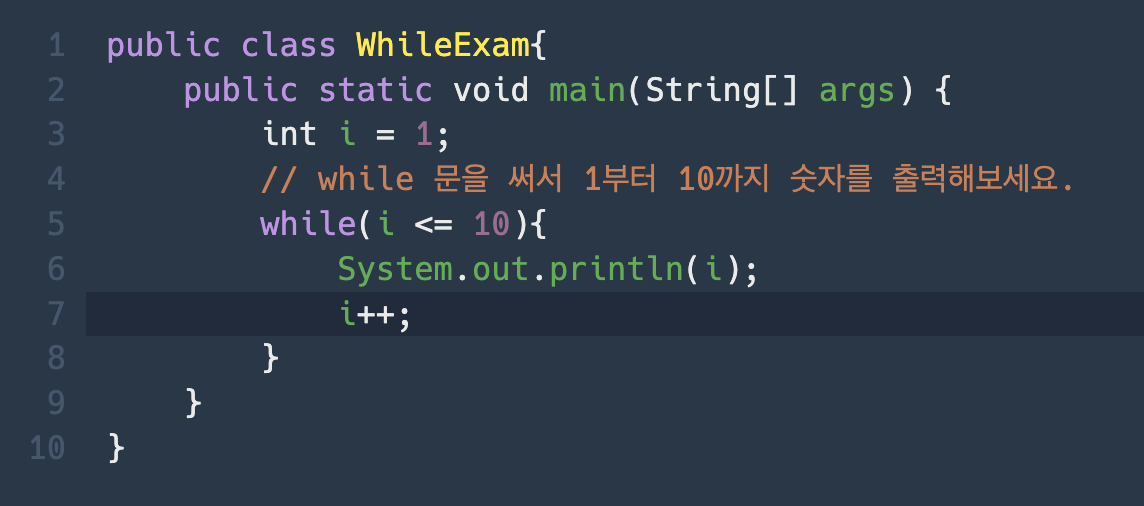 1 public class WhileExam{
2 public static void main(String[] args) {
3 int i = 1;
4 // while 문을 써서 1부터 10까지 숫자를 출력해보세요.
5 while(i <= 10){
6 System.out.println(i);
7 i++;
8 }
9 }
10 }